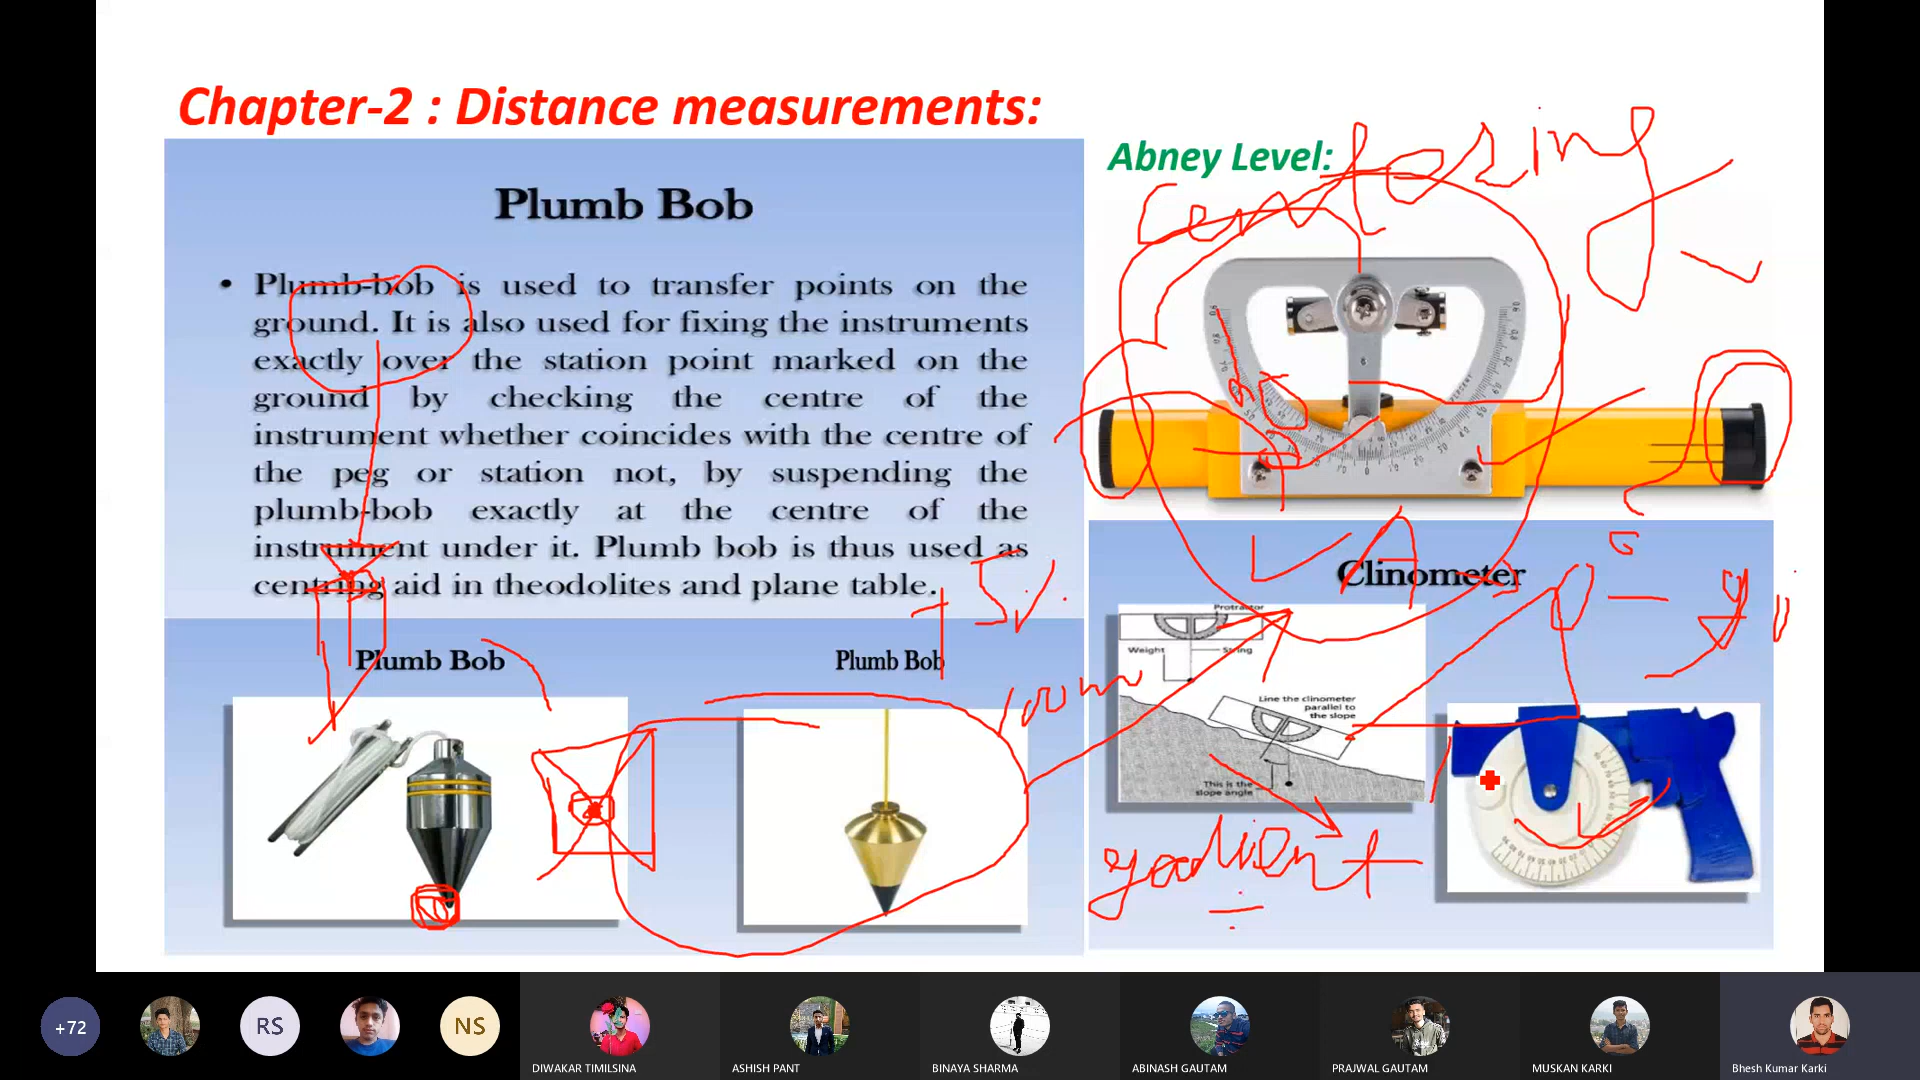 Chapter-2 : Distance measurements:
Plumb Bob
• Plumb-bob is used to transfer points on the
ground. It is also used for fixing the instruments
exactly over the station point marked on the
ground by checking the centre of the
instrument whether coincides with the centre of
the peg or station not, by suspending the
plumb-bob exactly at the centre of the
instrument under it. Plumb bob is thus used as
centring aid in theodolites and plane table.
Plumb Bob
Plumb Bob
100m
Abney Level:
PERCENT
Clinometer
Protractor
Weight
String
Line the clinometer
parallel to
the slope
This is the
slope angle
+72
RS
NS
DIWAKAR TIMILSINA
ASHISH PANT
BINAYA SHARMA
ABINASH GAUTAM
PRAJWAL GAUTAM
MUSKAN KARKI
Bhesh Kumar Karki